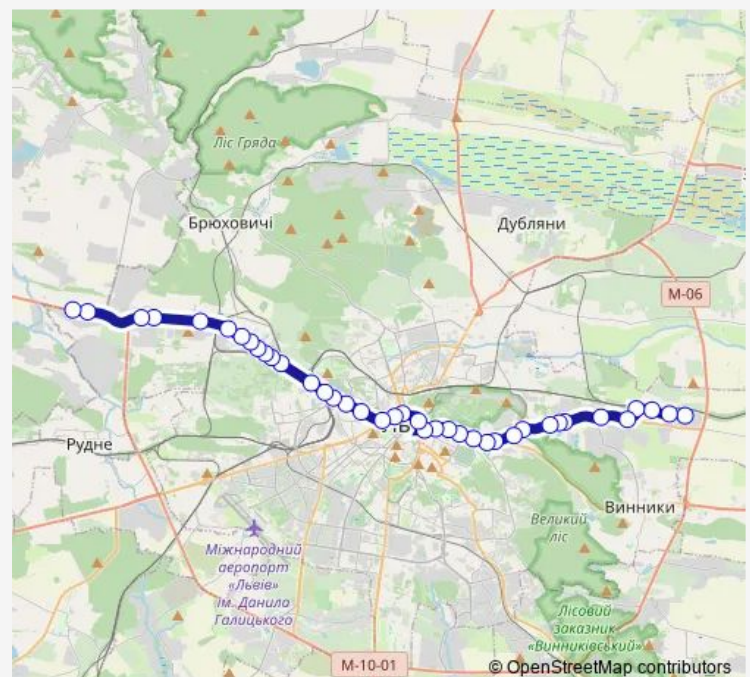 Ліс Гряда
Брюховичі
Дубляни
М-06
Рудне
Винники
Великий
ліс
Міжнародний
аеропорт
«Львів»
ім. Данила
Галицького
Лісовий
заказник
«Винниківський»
М-10-01
© OpenStreetMap contributors